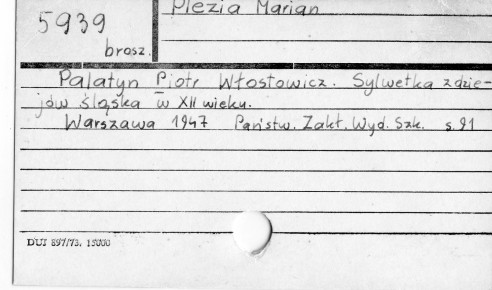 Plezia Marian
5939
brosz.
Palatyn Piotr Włostowicz. Sylwetka z dzie-
jów śląska w XII wieku.
Warszawa 1947 Państw. Zakł. Wyd. Szk. s. 91
DUJ 897/73. 15000